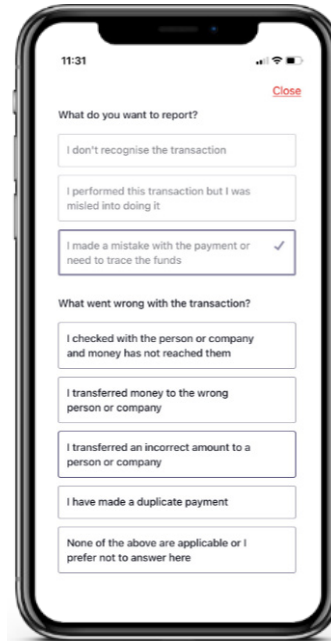 11:31
Close
What do you want to report?
I don't recognise the transaction
I performed this transaction but I was
misled into doing it
I made a mistake with the payment or
need to trace the funds
What went wrong with the transaction?
I checked with the person or company
and money has not reached them
I transferred money to the wrong
person or company
I transferred an incorrect amount to a
person or company
I have made a duplicate payment
None of the above are applicable or I
prefer not to answer here